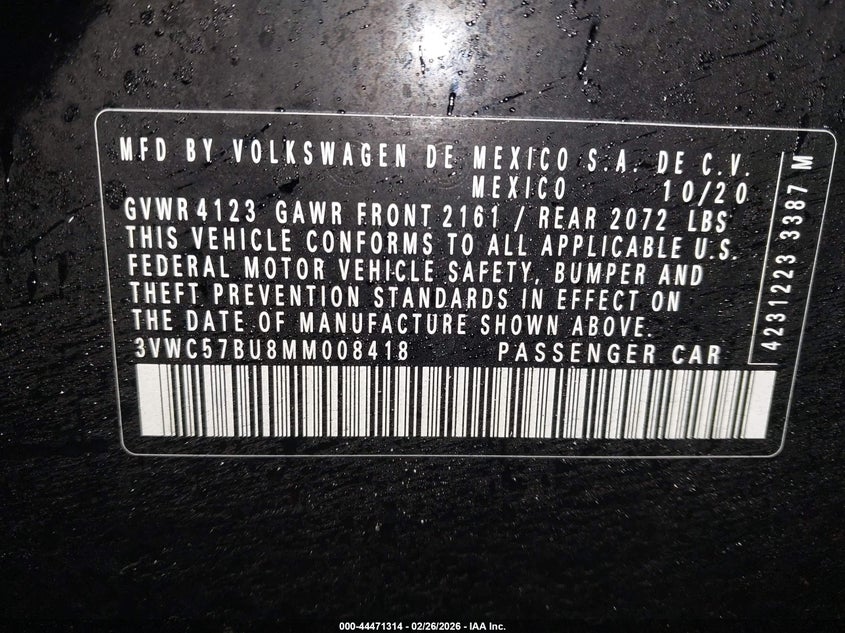 MFD BY VOLKSWAGEN DE MEXICO S.A. DE C.V.
MEXICO 10/20
GVWR 4123 GAWR FRONT 2161 / REAR 2072 LBS
THIS VEHICLE CONFORMS TO ALL APPLICABLE U.S.
FEDERAL MOTOR VEHICLE SAFETY, BUMPER AND
THEFT PREVENTION STANDARDS IN EFFECT ON
THE DATE OF MANUFACTURE SHOWN ABOVE.
3VWC57BU8MM008418 PASSENGER CAR
4231223 3387 M
000-44471314 - 02/26/2026 - IAA Inc.